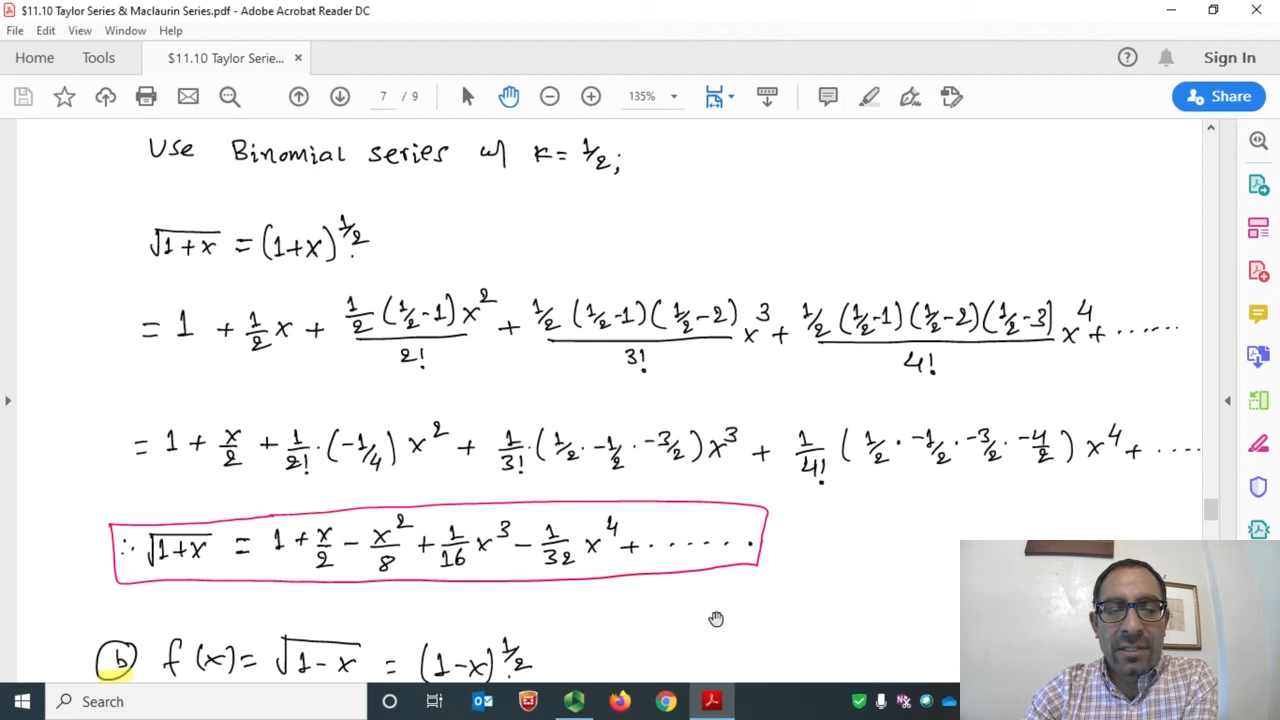 $11.10 Taylor Series & Maclaurin Series.pdf - Adobe Acrobat Reader DC
File Edit View Window Help
Home Tools $11.10 Taylor Serie... × Sign In
7 / 9 135% Share
Use Binomial series w/ k = 1/2;
√1+x = (1+x)^1/2
= 1 + 1/2 x + 1/2 (1/2-1) x^2 / 2! + 1/2 (1/2-1)(1/2-2) / 3! x^3 + 1/2 (1/2-1)(1/2-2)(1/2-3) / 4! x^4 + ......
= 1 + x/2 + 1/2! · (-1/4) x^2 + 1/3! · (1/2 · -1/2 · -3/2) x^3 + 1/4! (1/2 · -1/2 · -3/2 · -4/2) x^4 + ....
∴ √1+x = 1 + x/2 - x^2/8 + 1/16 x^3 - 1/32 x^4 + .......
b f(x) = √1-x = (1-x)^1/2
Search